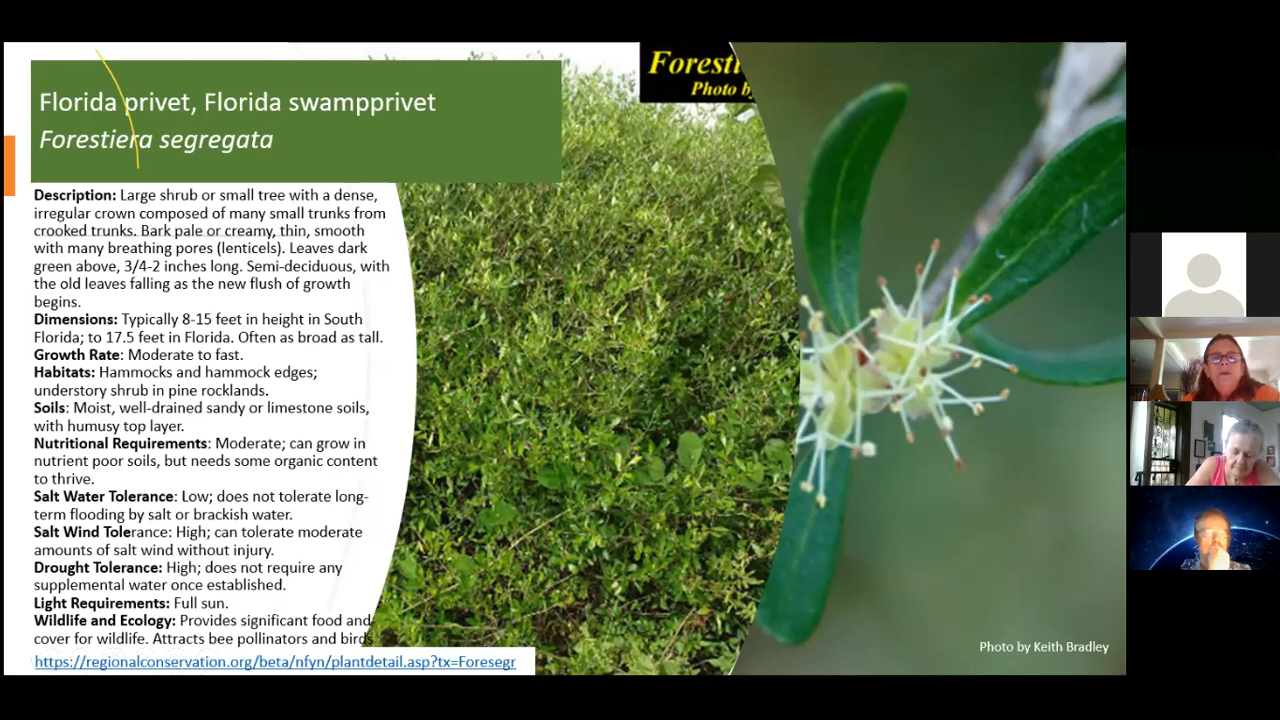 Florida privet, Florida swampprivet
Forestiera segregata
Description: Large shrub or small tree with a dense,
irregular crown composed of many small trunks from
crooked trunks. Bark pale or creamy, thin, smooth
with many breathing pores (lenticels). Leaves dark
green above, 3/4-2 inches long. Semi-deciduous, with
the old leaves falling as the new flush of growth
begins.
Dimensions: Typically 8-15 feet in height in South
Florida; to 17.5 feet in Florida. Often as broad as tall.
Growth Rate: Moderate to fast.
Habitats: Hammocks and hammock edges;
understory shrub in pine rocklands.
Soils: Moist, well-drained sandy or limestone soils,
with humusy top layer.
Nutritional Requirements: Moderate; can grow in
nutrient poor soils, but needs some organic content
to thrive.
Salt Water Tolerance: Low; does not tolerate long-
term flooding by salt or brackish water.
Salt Wind Tolerance: High; can tolerate moderate
amounts of salt wind without injury.
Drought Tolerance: High; does not require any
supplemental water once established.
Light Requirements: Full sun.
Wildlife and Ecology: Provides significant food and
cover for wildlife. Attracts bee pollinators and birds
https://regionalconservation.org/beta/nfyn/plantdetail.asp?tx=Foresegr
Foresti
Photo by
Photo by Keith Bradley